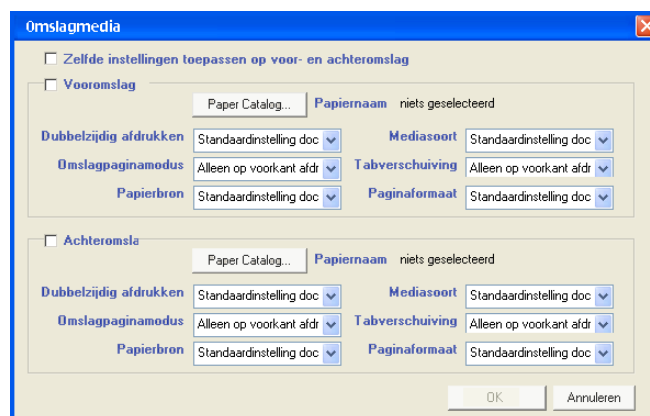 Omslagmedia
Zelfde instellingen toepassen op voor- en achteromslag
Vooromslag
Paper Catalog... Papiernaam niets geselecteerd
Dubbelzijdig afdrukken Standaardinstelling doc Mediasoort Standaardinstelling doc
Omslagpaginamodus Alleen op voorkant afdr Tabverschuiving Alleen op voorkant afdr
Papierbron Standaardinstelling doc Paginaformaat Standaardinstelling doc
Achteromsla
Paper Catalog... Papiernaam niets geselecteerd
Dubbelzijdig afdrukken Standaardinstelling doc Mediasoort Standaardinstelling doc
Omslagpaginamodus Alleen op voorkant afdr Tabverschuiving Alleen op voorkant afdr
Papierbron Standaardinstelling doc Paginaformaat Standaardinstelling doc
OK Annuleren